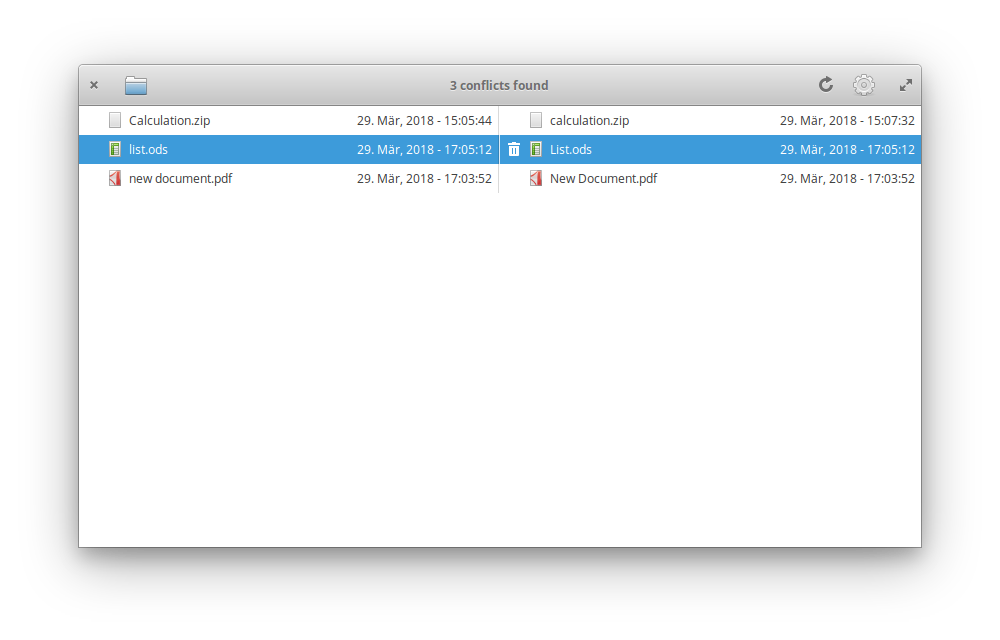 3 conflicts found
Calculation.zip 29. Mär, 2018 - 15:05:44 calculation.zip 29. Mär, 2018 - 15:07:32
list.ods 29. Mär, 2018 - 17:05:12 List.ods 29. Mär, 2018 - 17:05:12
new document.pdf 29. Mär, 2018 - 17:03:52 New Document.pdf 29. Mär, 2018 - 17:03:52